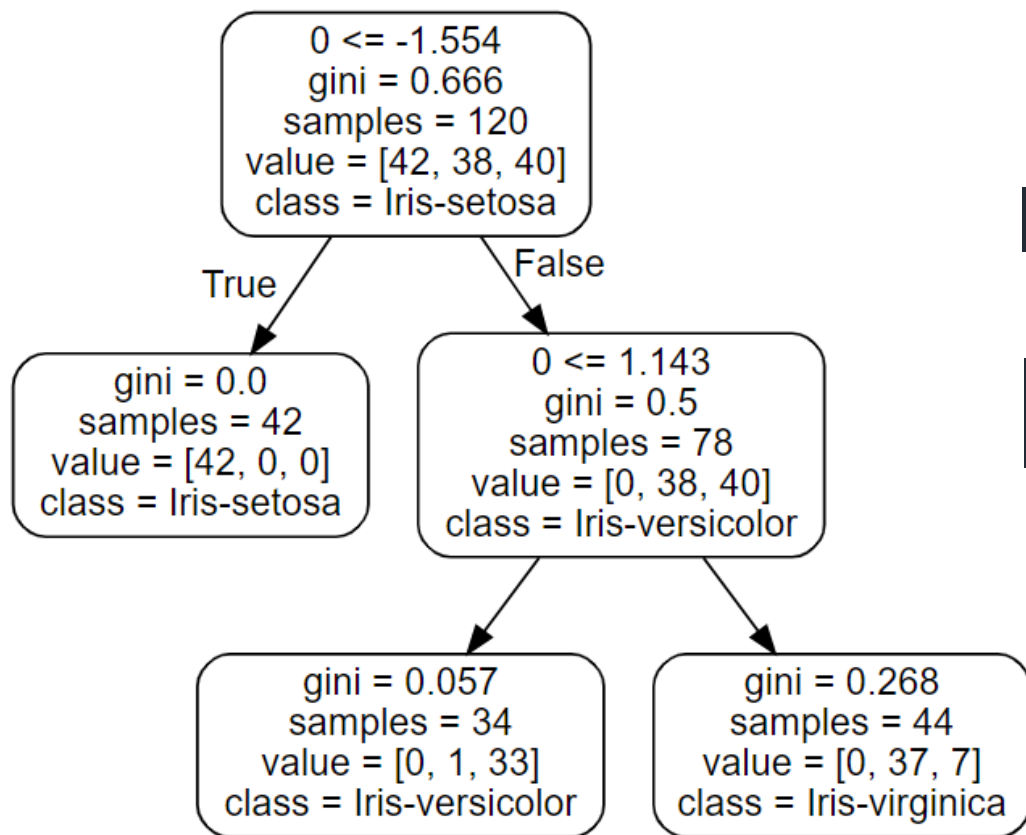 0 <= -1.554
gini = 0.666
samples = 120
value = [42, 38, 40]
class = Iris-setosa
True
False
gini = 0.0
samples = 42
value = [42, 0, 0]
class = Iris-setosa
0 <= 1.143
gini = 0.5
samples = 78
value = [0, 38, 40]
class = Iris-versicolor
gini = 0.057
samples = 34
value = [0, 1, 33]
class = Iris-versicolor
gini = 0.268
samples = 44
value = [0, 37, 7]
class = Iris-virginica